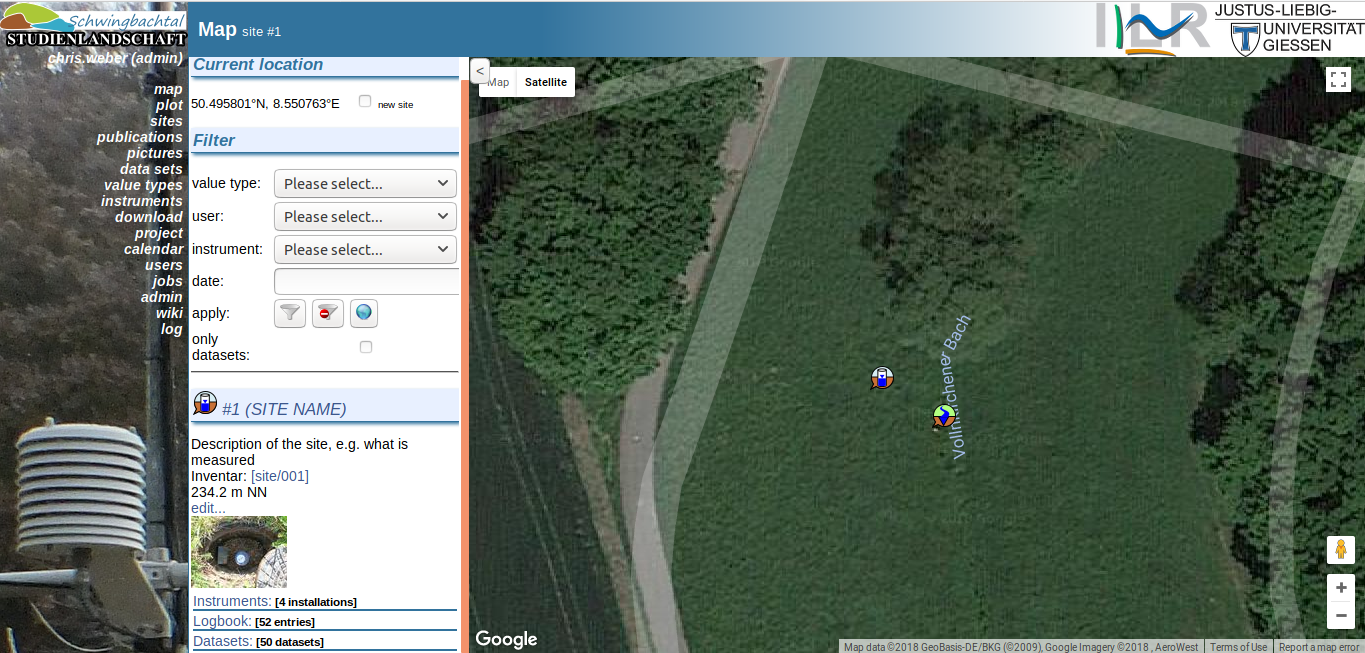 Schwingbachtal
STUDIENLANDSCHAFT
chris.weber (admin)
map
plot
sites
publications
pictures
data sets
value types
instruments
download
project
calendar
users
jobs
admin
wiki
log
Map site #1
ILR
JUSTUS-LIEBIG-
UNIVERSITÄT
GIESSEN
Current location
50.495801°N, 8.550763°E new site
Filter
value type: Please select...
user: Please select...
instrument: Please select...
date:
apply:
only
datasets:
#1 (SITE NAME)
Description of the site, e.g. what is
measured
Inventar: [site/001]
234.2 m NN
edit...
Instruments: [4 installations]
Logbook: [52 entries]
Datasets: [50 datasets]
<
Map Satellite
Bach
Google
+
−
Map data ©2018 GeoBasis-DE/BKG (©2009), Google Imagery ©2018 , AeroWest Terms of Use Report a map error